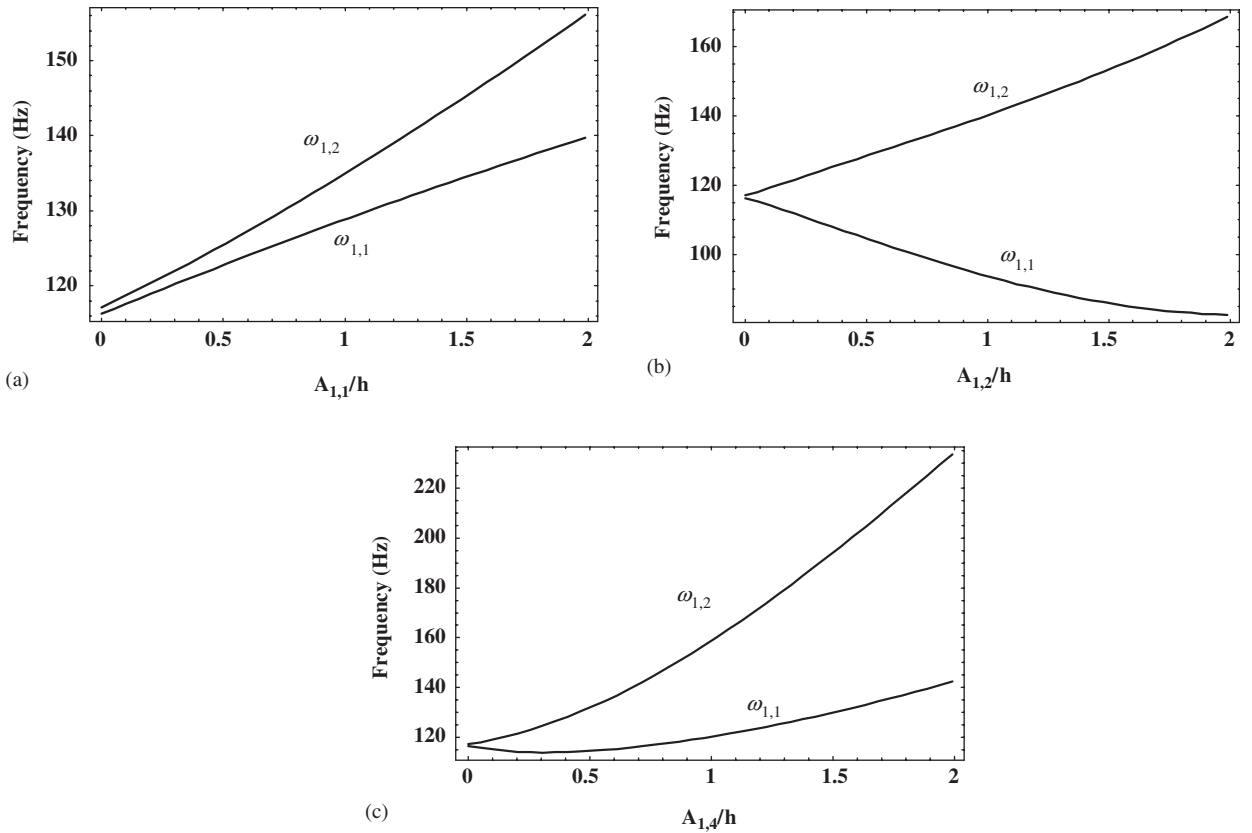 150
140
130
120
Frequency (Hz)
ω1,2
ω1,1
0 0.5 1 1.5 2
A1,1/h
(a)
160
140
120
100
Frequency (Hz)
ω1,2
ω1,1
0 0.5 1 1.5 2
A1,2/h
(b)
220
200
180
160
140
120
Frequency (Hz)
ω1,2
ω1,1
0 0.5 1 1.5 2
A1,4/h
(c)